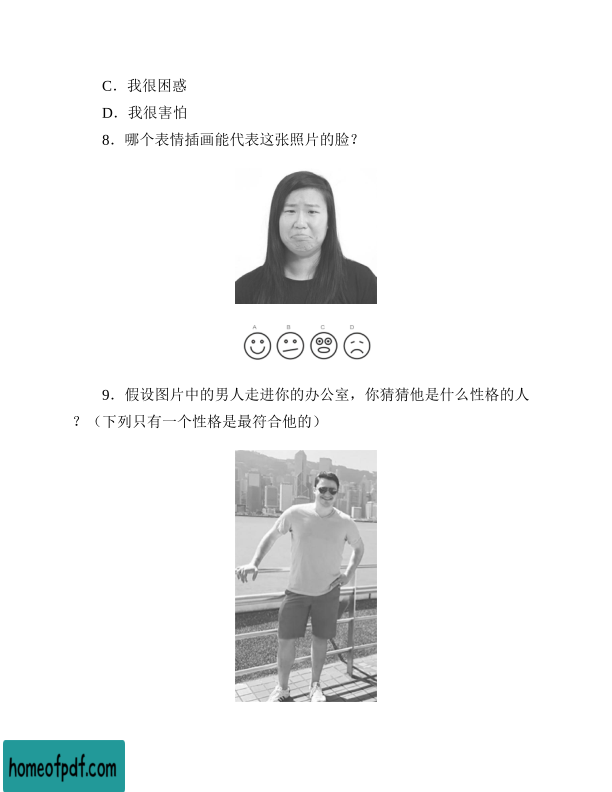 C．我很困惑
D．我很害怕
8．哪个表情插画能代表这张照片的脸？
A B C D
9．假设图片中的男人走进你的办公室，你猜猜他是什么性格的人
？（下列只有一个性格是最符合他的）
homeofpdf.com